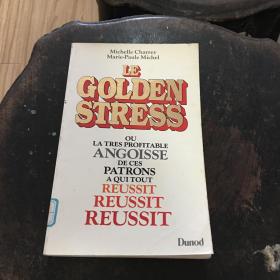 Michelle Charrey
Marie-Paule Michel
LE
GOLDEN
STRESS
OU
LA TRES PROFITABLE
ANGOISSE
DE CES
PATRONS
A QUI TOUT
REUSSIT
REUSSIT
REUSSIT
Dunod